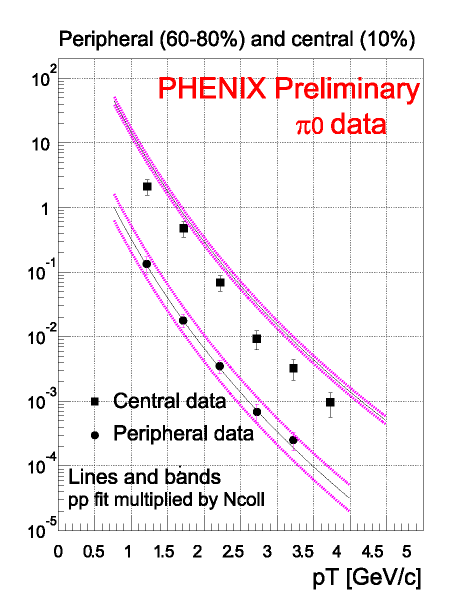 Peripheral (60-80%) and central (10%)
PHENIX Preliminary
π0 data
10^2
10
1
10^-1
10^-2
10^-3
10^-4
10^-5
Central data
Peripheral data
Lines and bands
pp fit multiplied by Ncoll
0 0.5 1 1.5 2 2.5 3 3.5 4 4.5 5
pT [GeV/c]